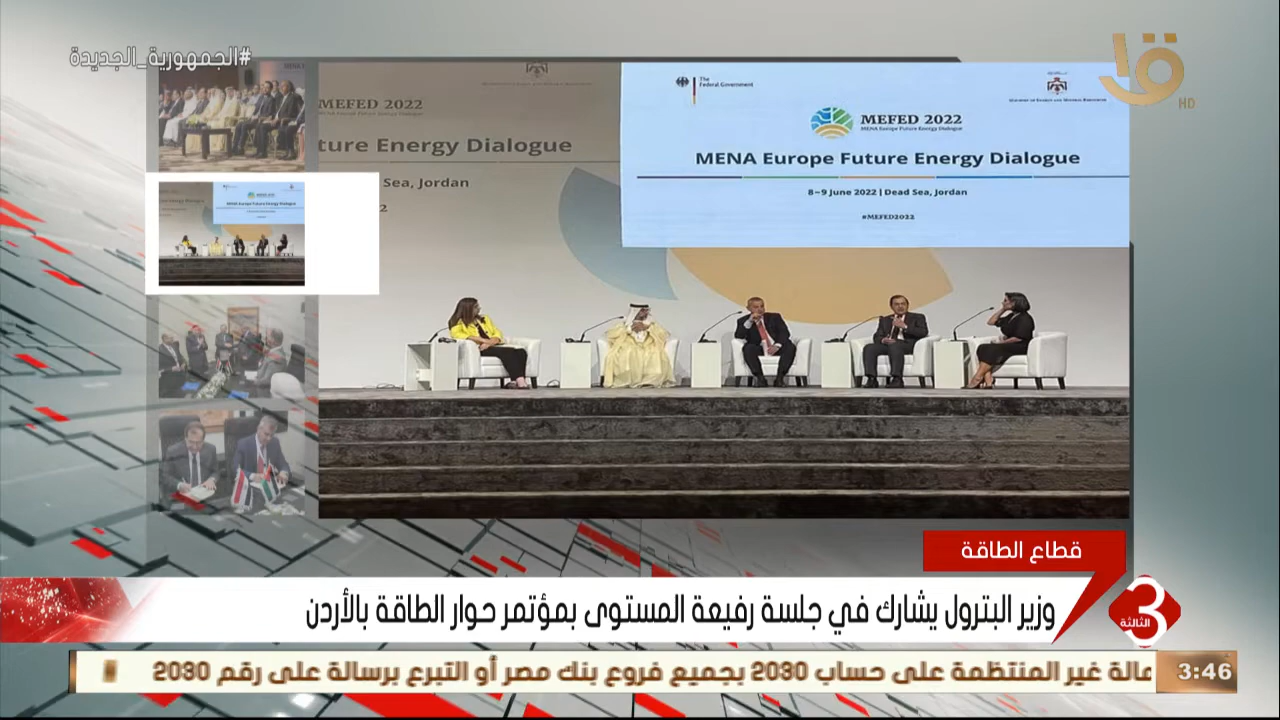 #الجمهورية_الجديدة
HD
MEFED 2022
ture Energy Dialogue
Sea, Jordan
2
The Federal Government
MEFED 2022
MENA Europe Future Energy Dialogue
MENA Europe Future Energy Dialogue
8–9 June 2022 | Dead Sea, Jordan
#MEFED2022
قطاع الطاقة
وزير البترول يشارك في جلسة رفيعة المستوى بمؤتمر حوار الطاقة بالأردن
3
الثالثة
عمالة غير المنتظمة على حساب 2030 بجميع فروع بنك مصر أو التبرع برسالة على رقم 2030
3:46